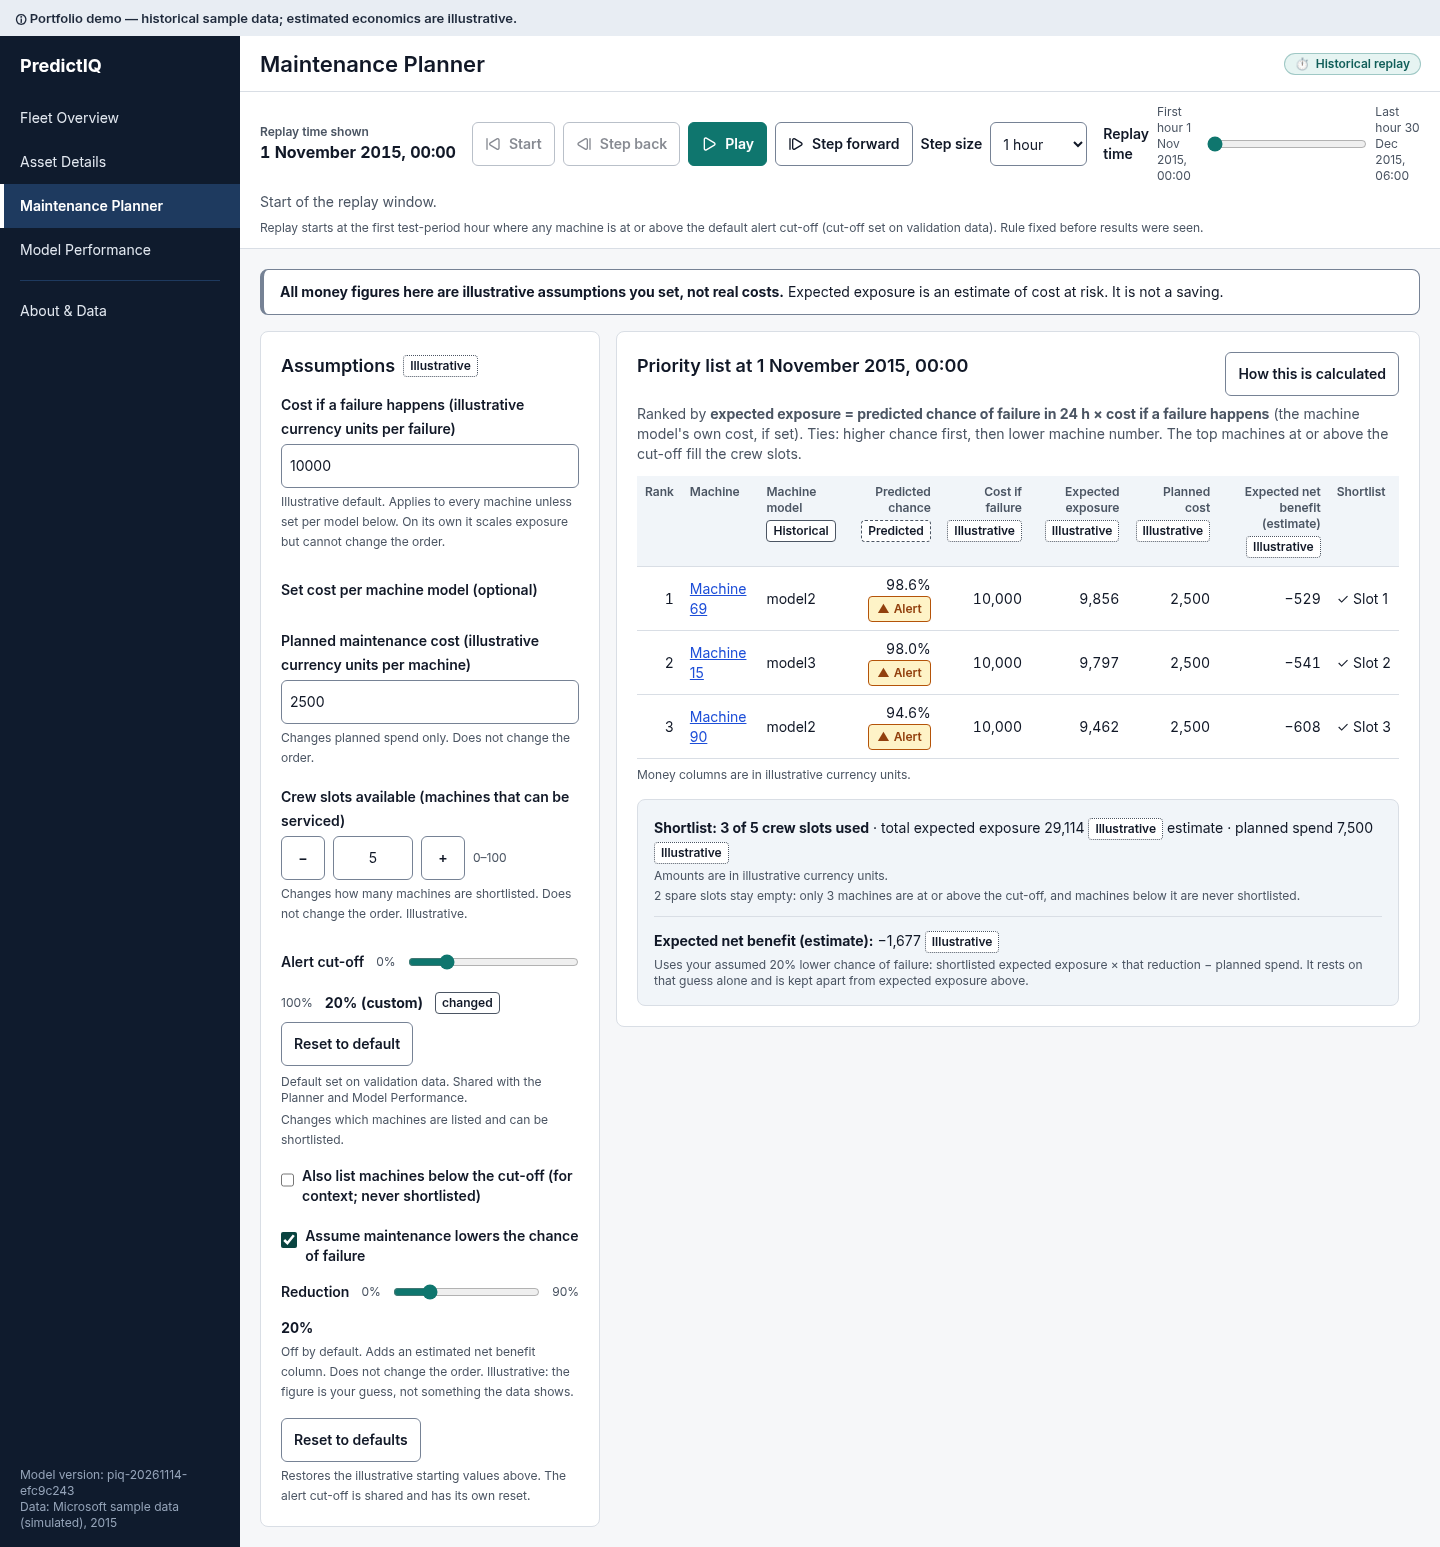 Portfolio demo — historical sample data; estimated economics are illustrative.
PredictIQ
Fleet Overview
Asset Details
Maintenance Planner
Model Performance
About & Data
Model version: piq-20261114-
efc9c243
Data: Microsoft sample data
(simulated), 2015
Maintenance Planner
Historical replay
Replay time shown
1 November 2015, 00:00
Start
Step back
Play
Step forward
Step size
1 hour
Replay
time
First
hour 1
Nov
2015,
00:00
Last
hour 30
Dec
2015,
06:00
Start of the replay window.
Replay starts at the first test-period hour where any machine is at or above the default alert cut-off (cut-off set on validation data). Rule fixed before results were seen.
All money figures here are illustrative assumptions you set, not real costs. Expected exposure is an estimate of cost at risk. It is not a saving.
Assumptions Illustrative
Cost if a failure happens (illustrative
currency units per failure)
10000
Illustrative default. Applies to every machine unless
set per model below. On its own it scales exposure
but cannot change the order.
Set cost per machine model (optional)
Planned maintenance cost (illustrative
currency units per machine)
2500
Changes planned spend only. Does not change the
order.
Crew slots available (machines that can be
serviced)
− 5 + 0–100
Changes how many machines are shortlisted. Does
not change the order. Illustrative.
Alert cut-off 0%
100% 20% (custom) changed
Reset to default
Default set on validation data. Shared with the
Planner and Model Performance.
Changes which machines are listed and can be
shortlisted.
Also list machines below the cut-off (for
context; never shortlisted)
Assume maintenance lowers the chance
of failure
Reduction 0% 90%
20%
Off by default. Adds an estimated net benefit
column. Does not change the order. Illustrative: the
figure is your guess, not something the data shows.
Reset to defaults
Restores the illustrative starting values above. The
alert cut-off is shared and has its own reset.
Priority list at 1 November 2015, 00:00
How this is calculated
Ranked by expected exposure = predicted chance of failure in 24 h × cost if a failure happens (the machine
model's own cost, if set). Ties: higher chance first, then lower machine number. The top machines at or above the
cut-off fill the crew slots.
Rank
Machine
Machine
model
Historical
Predicted
chance
Predicted
Cost if
failure
Illustrative
Expected
exposure
Illustrative
Planned
cost
Illustrative
Expected net
benefit
(estimate)
Illustrative
Shortlist
1 Machine 69 model2 98.6% ▲ Alert 10,000 9,856 2,500 −529 ✓ Slot 1
2 Machine 15 model3 98.0% ▲ Alert 10,000 9,797 2,500 −541 ✓ Slot 2
3 Machine 90 model2 94.6% ▲ Alert 10,000 9,462 2,500 −608 ✓ Slot 3
Money columns are in illustrative currency units.
Shortlist: 3 of 5 crew slots used · total expected exposure 29,114 Illustrative estimate · planned spend 7,500
Illustrative
Amounts are in illustrative currency units.
2 spare slots stay empty: only 3 machines are at or above the cut-off, and machines below it are never shortlisted.
Expected net benefit (estimate): −1,677 Illustrative
Uses your assumed 20% lower chance of failure: shortlisted expected exposure × that reduction − planned spend. It rests on
that guess alone and is kept apart from expected exposure above.